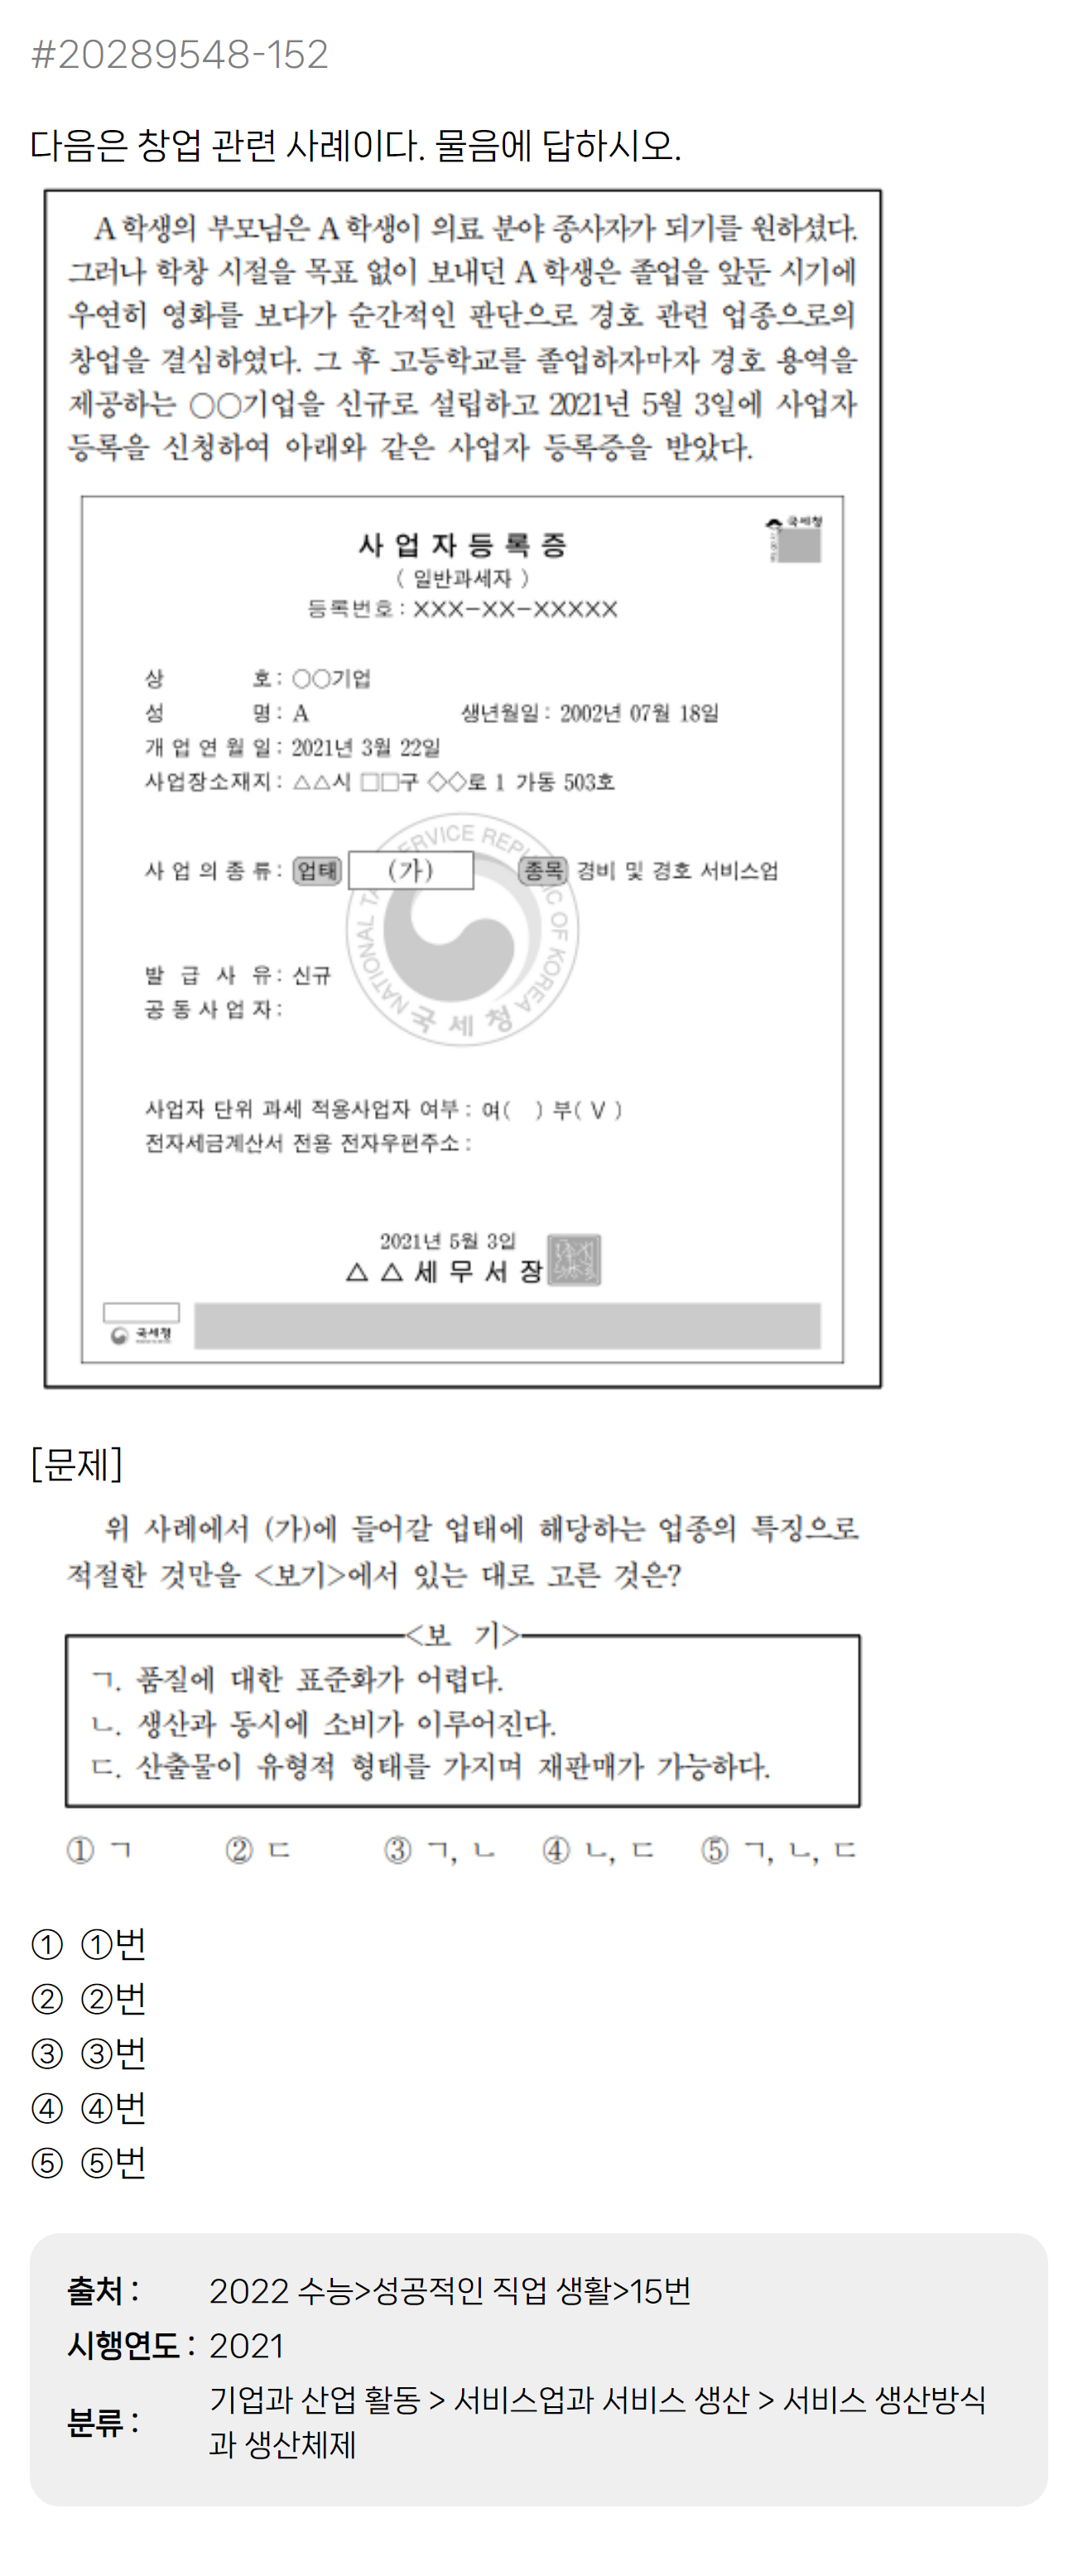 #20289548-152
다음은 창업 관련 사례이다. 물음에 답하시오.
A 학생의 부모님은 A 학생이 의료 분야 종사자가 되기를 원하셨다.
그러나 학창 시절을 목표 없이 보내던 A 학생은 졸업을 앞둔 시기에
우연히 영화를 보다가 순간적인 판단으로 경호 관련 업종으로의
창업을 결심하였다. 그 후 고등학교를 졸업하자마자 경호 용역을
제공하는 ○○기업을 신규로 설립하고 2021년 5월 3일에 사업자
등록을 신청하여 아래와 같은 사업자 등록증을 받았다.
국세청
사 업 자 등 록 증
( 일반과세자 )
등록번호 : XXX-XX-XXXXX
상 호 : ○○기업
성 명 : A 생년월일 : 2002년 07월 18일
개 업 연 월 일 : 2021년 3월 22일
사업장소재지 : △△시 □□구 ◇◇로 1 가동 503호
사 업 의 종 류 : 업태 (가) 종목 경비 및 경호 서비스업
NATIONAL TAX SERVICE REPUBLIC OF KOREA
국세청
발 급 사 유 : 신규
공 동 사 업 자 :
사업자 단위 과세 적용사업자 여부 : 여( ) 부( V )
전자세금계산서 전용 전자우편주소 :
2021년 5월 3일
△ △ 세 무 서 장
국세청
[문제]
위 사례에서 (가)에 들어갈 업태에 해당하는 업종의 특징으로
적절한 것만을 <보기>에서 있는 대로 고른 것은?
<보 기>
ㄱ. 품질에 대한 표준화가 어렵다.
ㄴ. 생산과 동시에 소비가 이루어진다.
ㄷ. 산출물이 유형적 형태를 가지며 재판매가 가능하다.
① ㄱ ② ㄷ ③ ㄱ, ㄴ ④ ㄴ, ㄷ ⑤ ㄱ, ㄴ, ㄷ
① ①번
② ②번
③ ③번
④ ④번
⑤ ⑤번
출처 : 2022 수능>성공적인 직업 생활>15번
시행연도 : 2021
분류 : 기업과 산업 활동 > 서비스업과 서비스 생산 > 서비스 생산방식
과 생산체제